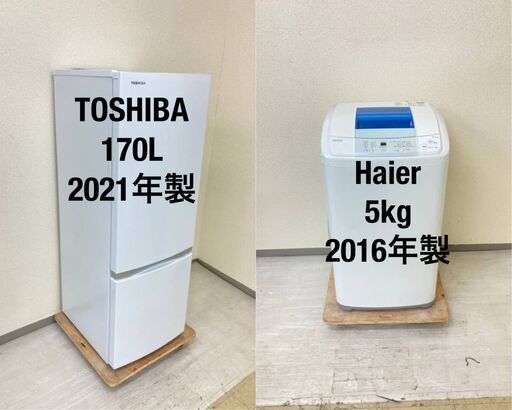 TOSHIBA
TOSHIBA
170L
2021年製
Haier
5kg
2016年製